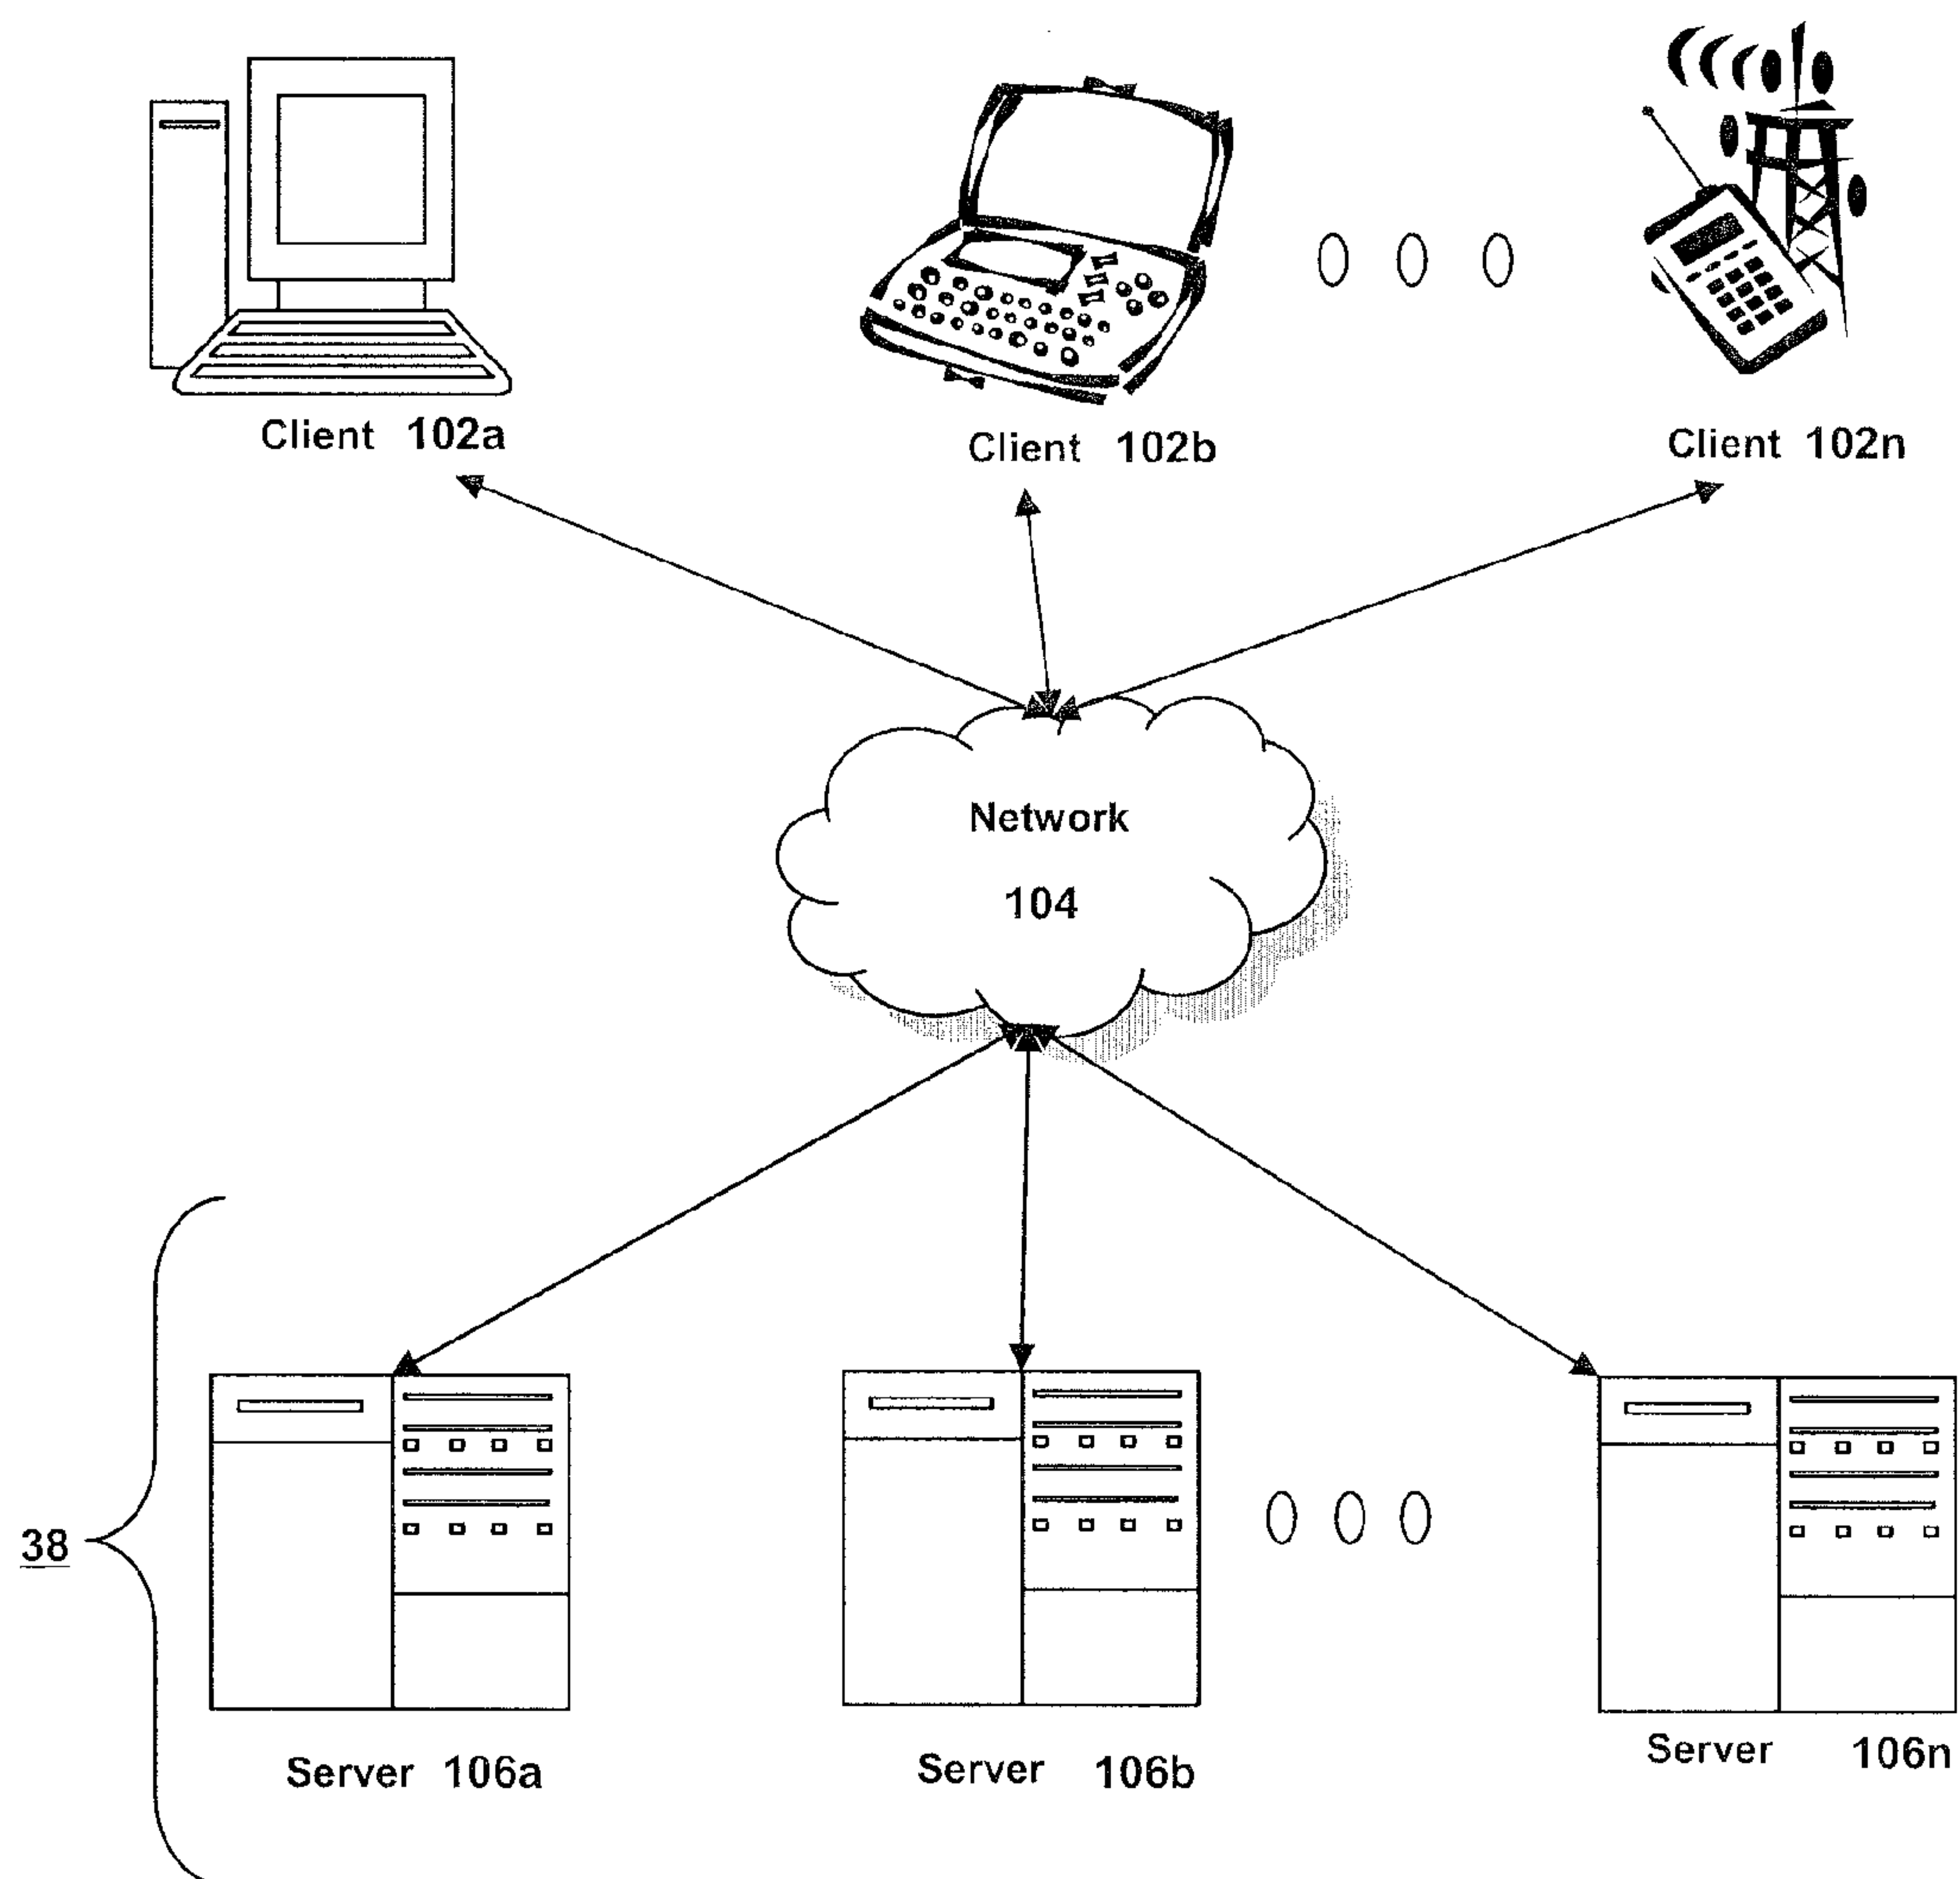 Client 102a
Client 102b
Client 102n
Network
104
38
Server 106a
Server 106b
Server 106n